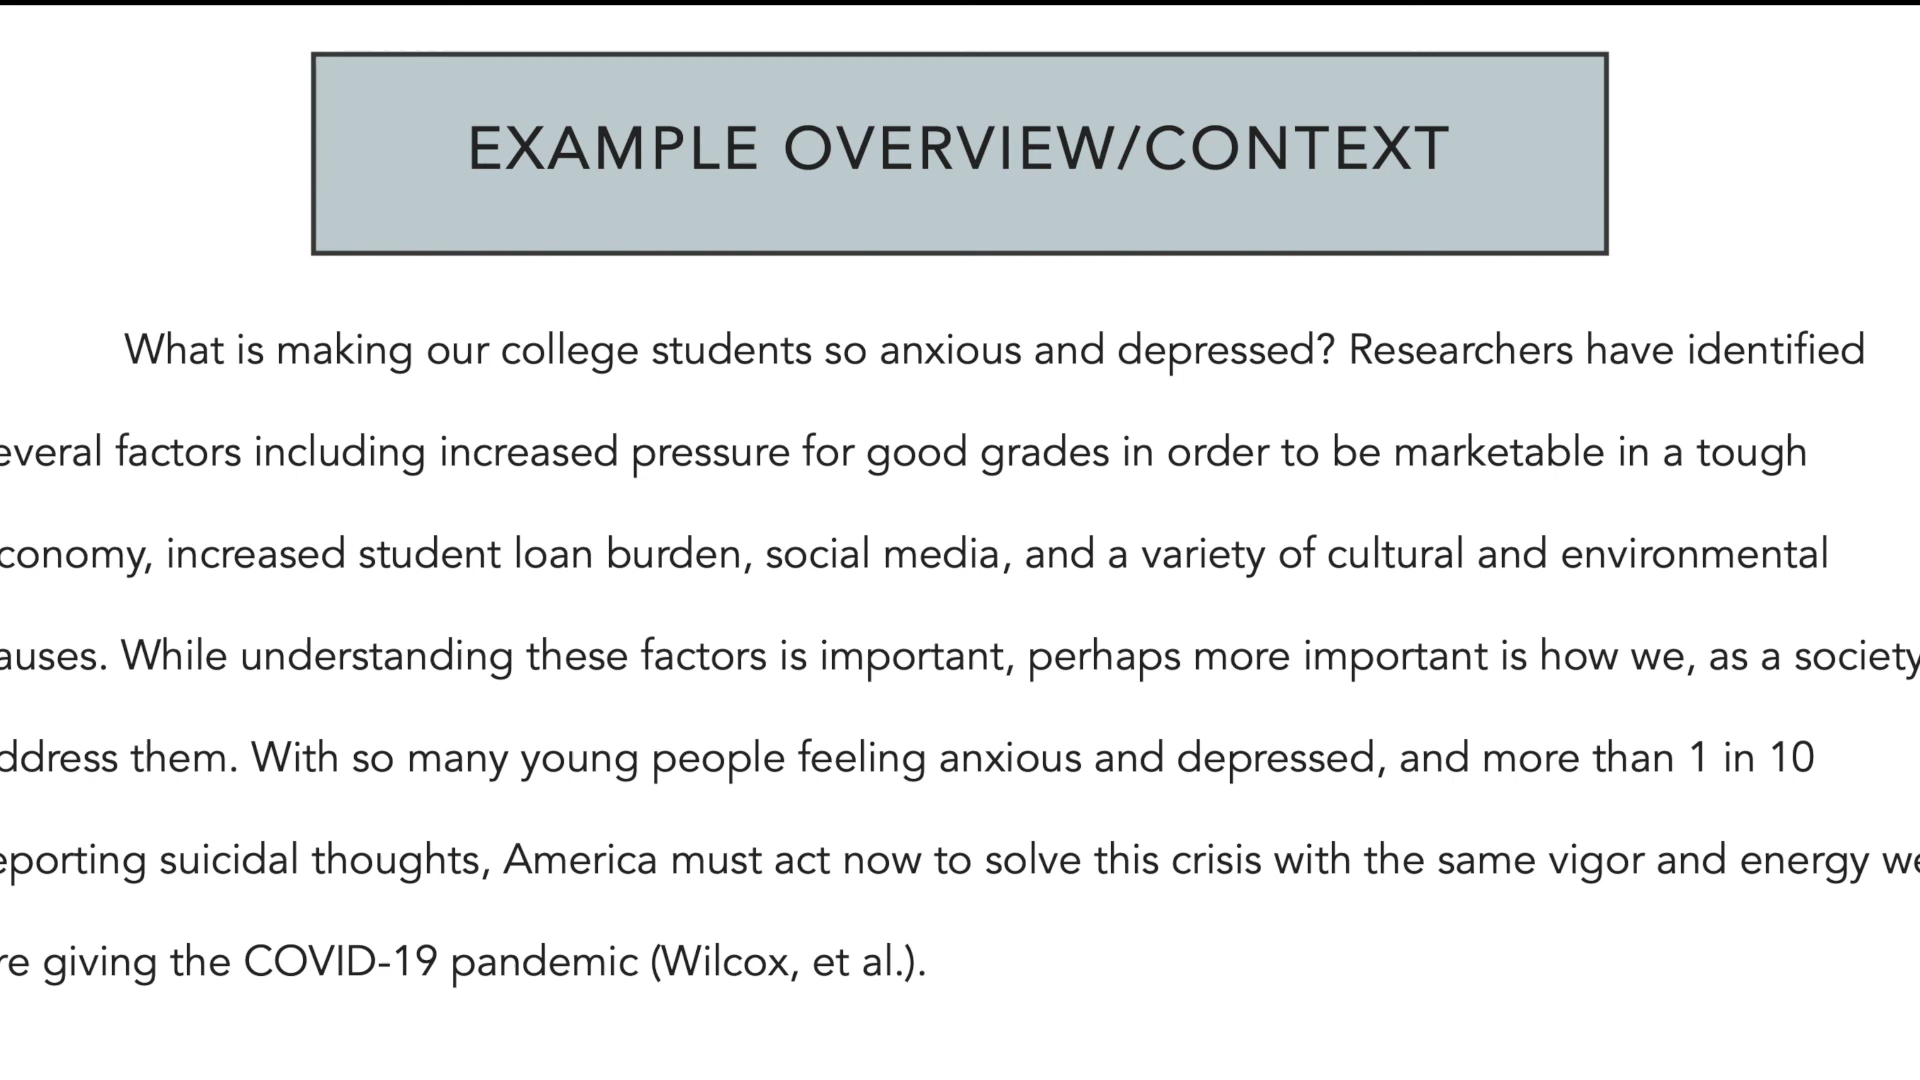 EXAMPLE OVERVIEW/CONTEXT
What is making our college students so anxious and depressed? Researchers have identified
everal factors including increased pressure for good grades in order to be marketable in a tough
conomy, increased student loan burden, social media, and a variety of cultural and environmental
auses. While understanding these factors is important, perhaps more important is how we, as a society
ddress them. With so many young people feeling anxious and depressed, and more than 1 in 10
eporting suicidal thoughts, America must act now to solve this crisis with the same vigor and energy we
re giving the COVID-19 pandemic (Wilcox, et al.).